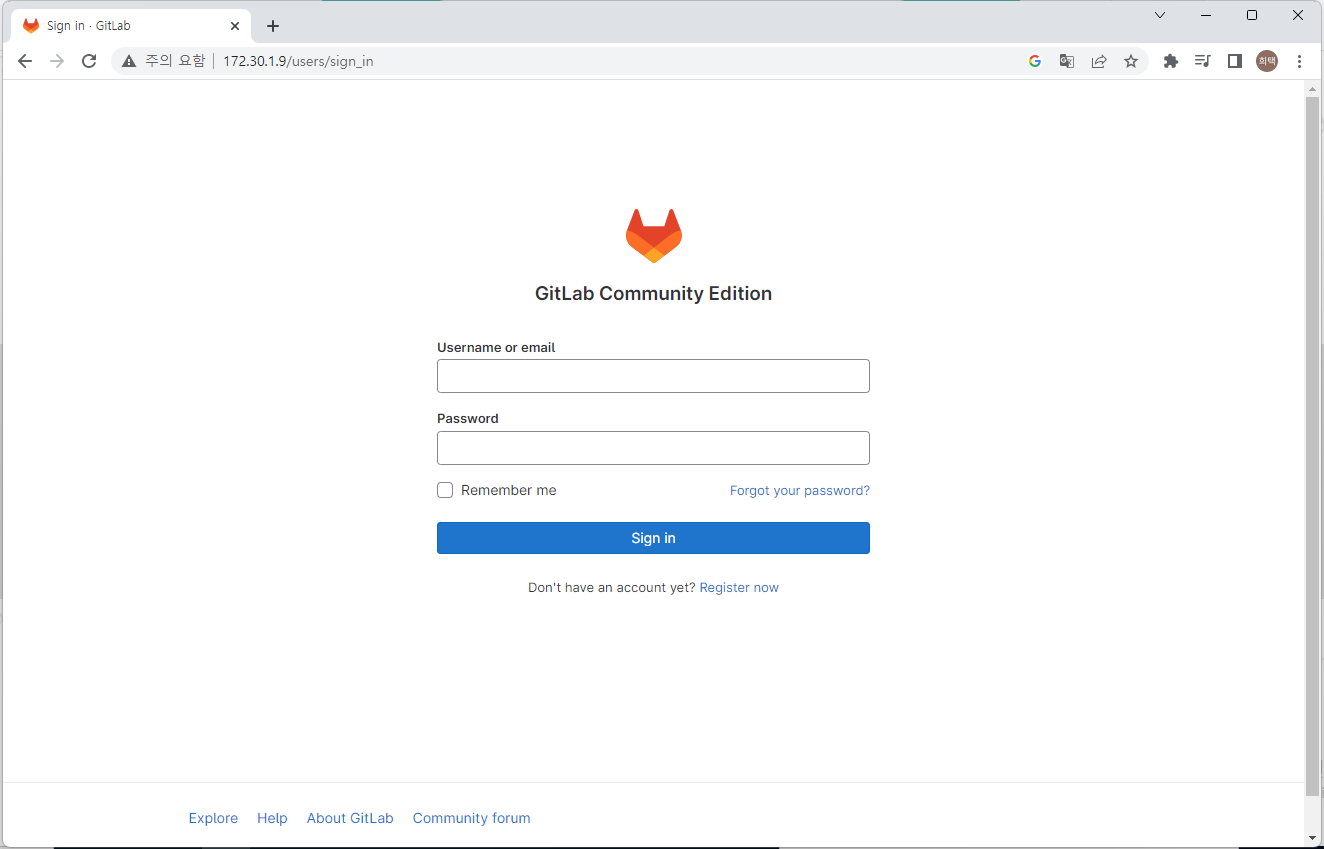 Sign in · GitLab
주의 요함 172.30.1.9/users/sign_in
희택
GitLab Community Edition
Username or email
Password
Remember me Forgot your password?
Sign in
Don't have an account yet? Register now
Explore Help About GitLab Community forum